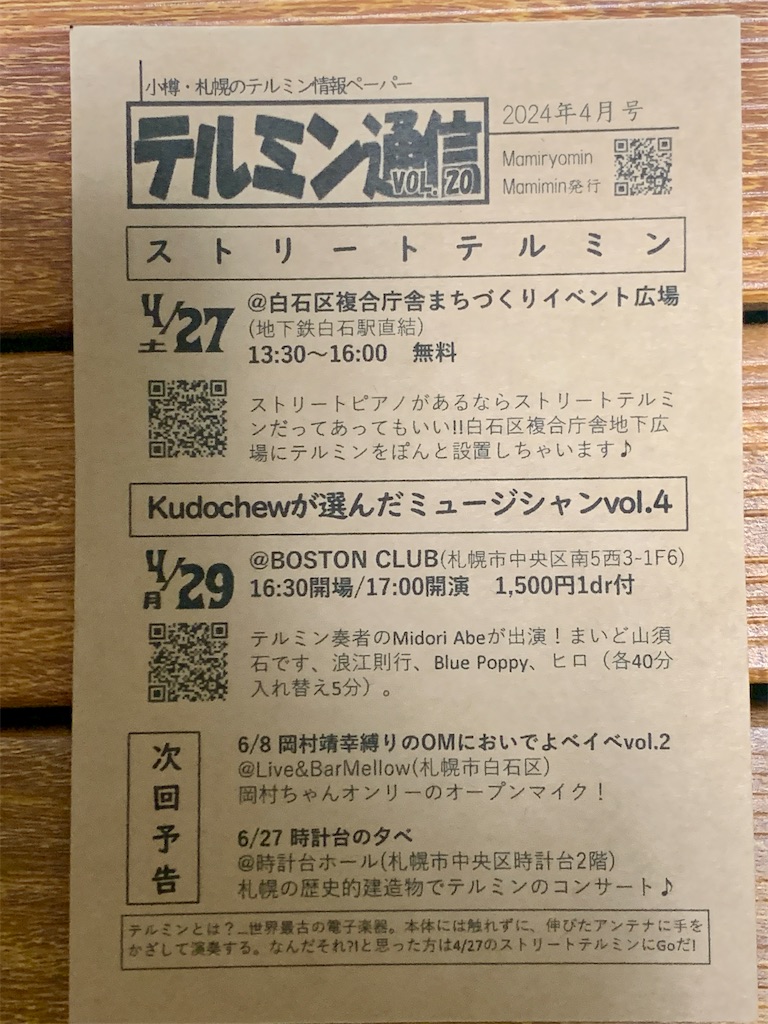 小樽・札幌のテルミン情報ペーパー
テルミン通信
VOL. 20
2024年4月号
Mamiryomin
Mamimin発行
ストリートテルミン
4/27
土
@白石区複合庁舎まちづくりイベント広場
(地下鉄白石駅直結)
13:30～16:00　無料
ストリートピアノがあるならストリートテルミ
ンだってあってもいい!!白石区複合庁舎地下広
場にテルミンをぽんと設置しちゃいます♪
Kudochewが選んだミュージシャンvol.4
4/29
月
@BOSTON CLUB(札幌市中央区南5西3-1F6)
16:30開場/17:00開演　1,500円1dr付
テルミン奏者のMidori Abeが出演！まいど山須
石です、浪江則行、Blue Poppy、ヒロ（各40分
入れ替え5分）。
次回予告
6/8 岡村靖幸縛りのOMにおいでよベイベvol.2
@Live&BarMellow(札幌市白石区)
岡村ちゃんオンリーのオープンマイク！
6/27 時計台の夕べ
@時計台ホール(札幌市中央区時計台2階)
札幌の歴史的建造物でテルミンのコンサート♪
テルミンとは？…世界最古の電子楽器。本体には触れずに、伸びたアンテナに手を
かざして演奏する。なんだそれ?!と思った方は4/27のストリートテルミンにGoだ!